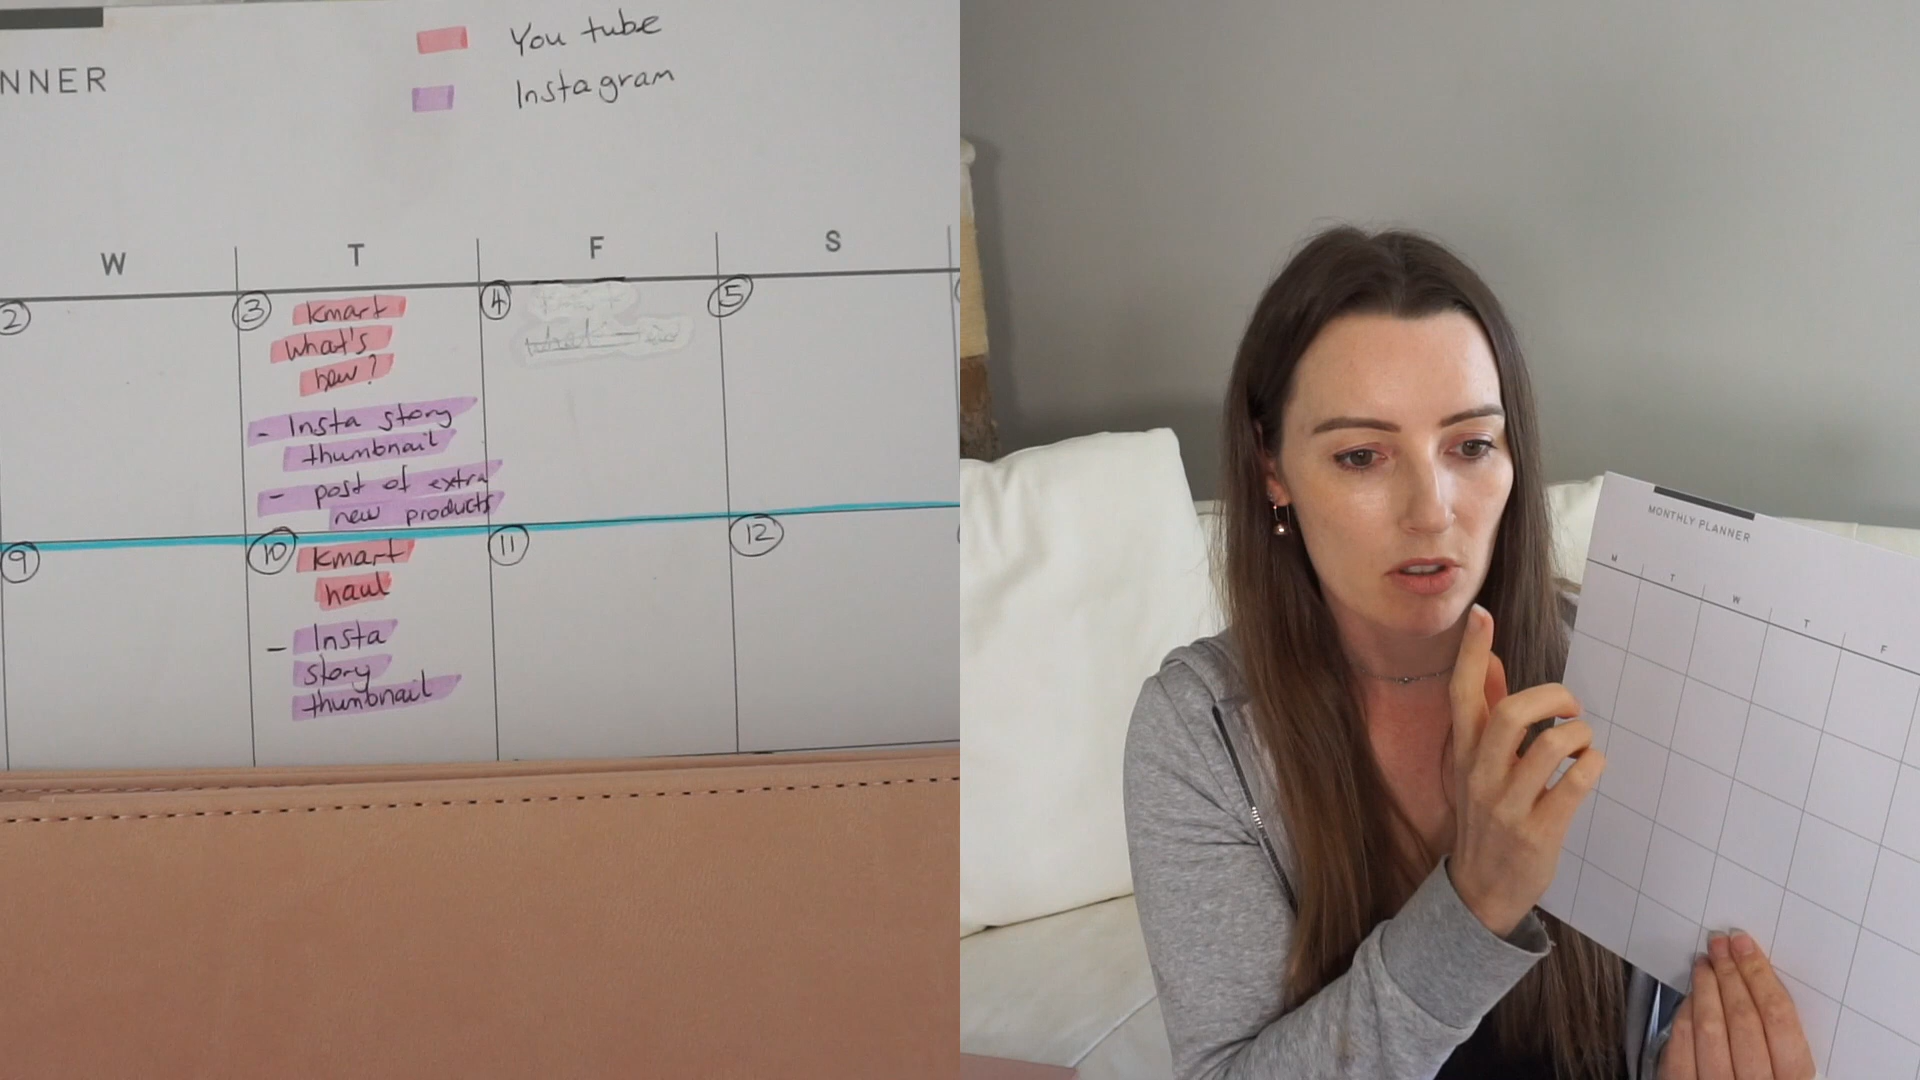 NNER
You tube
Instagram
W T F S
2 3 4 5
kmart
what's
new?
- Insta story
thumbnail
- post of extra
new products
9 10 11 12
kmart
haul
- Insta
story
thumbnail
MONTHLY PLANNER
M T W T F